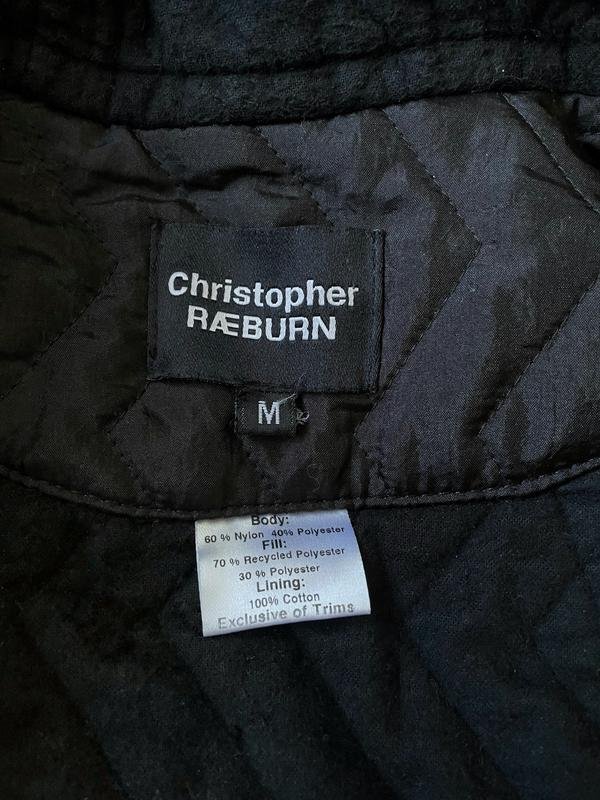 Christopher
RÆBURN
M
Body:
60 % Nylon 40% Polyester
Fill:
70 % Recycled Polyester
30 % Polyester
Lining:
100% Cotton
Exclusive of Trims